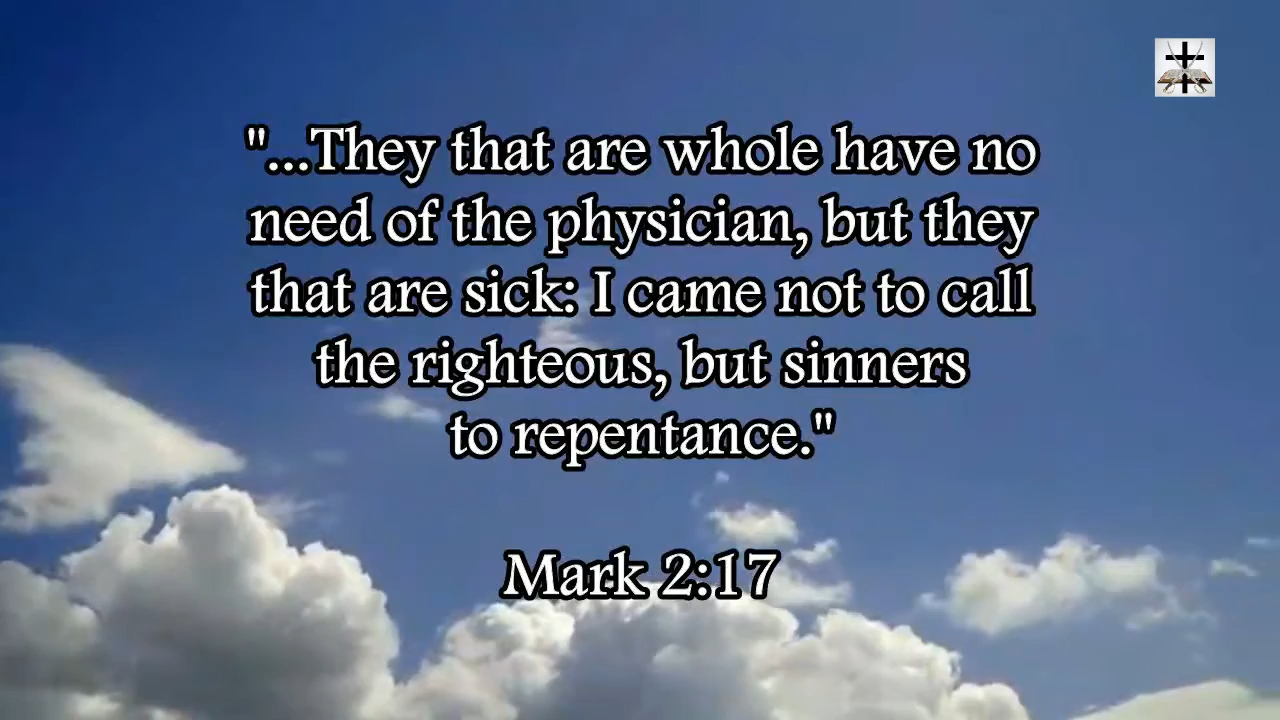 "...They that are whole have no
need of the physician, but they
that are sick: I came not to call
the righteous, but sinners
to repentance."
Mark 2:17